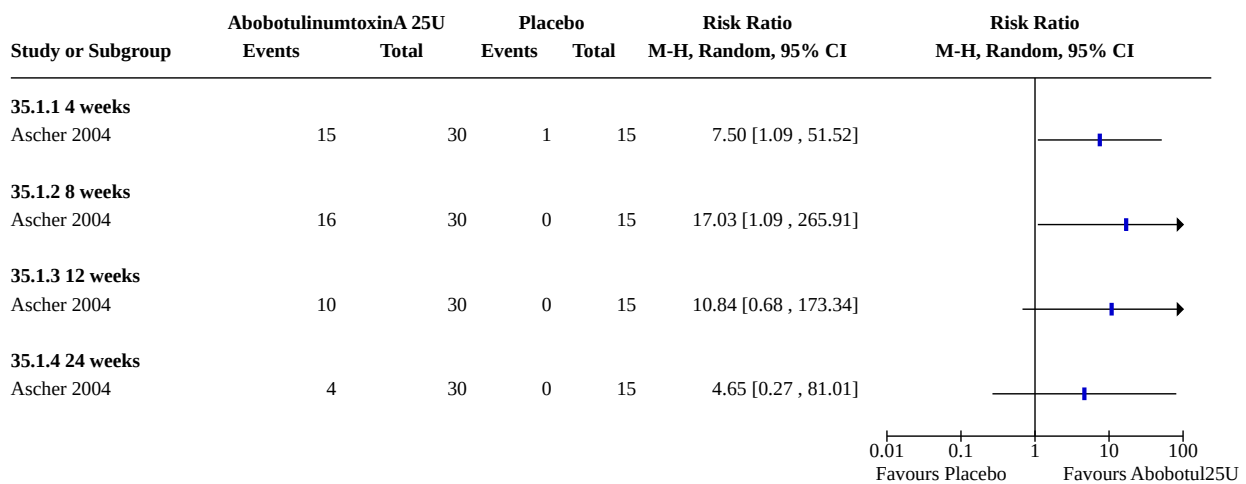 AbobotulinumtoxinA 25U Placebo Risk Ratio Risk Ratio
Study or Subgroup Events Total Events Total M-H, Random, 95% CI M-H, Random, 95% CI
35.1.1 4 weeks
Ascher 2004 15 30 1 15 7.50 [1.09 , 51.52]
35.1.2 8 weeks
Ascher 2004 16 30 0 15 17.03 [1.09 , 265.91]
35.1.3 12 weeks
Ascher 2004 10 30 0 15 10.84 [0.68 , 173.34]
35.1.4 24 weeks
Ascher 2004 4 30 0 15 4.65 [0.27 , 81.01]
0.01 0.1 1 10 100
Favours Placebo Favours Abobotul25U